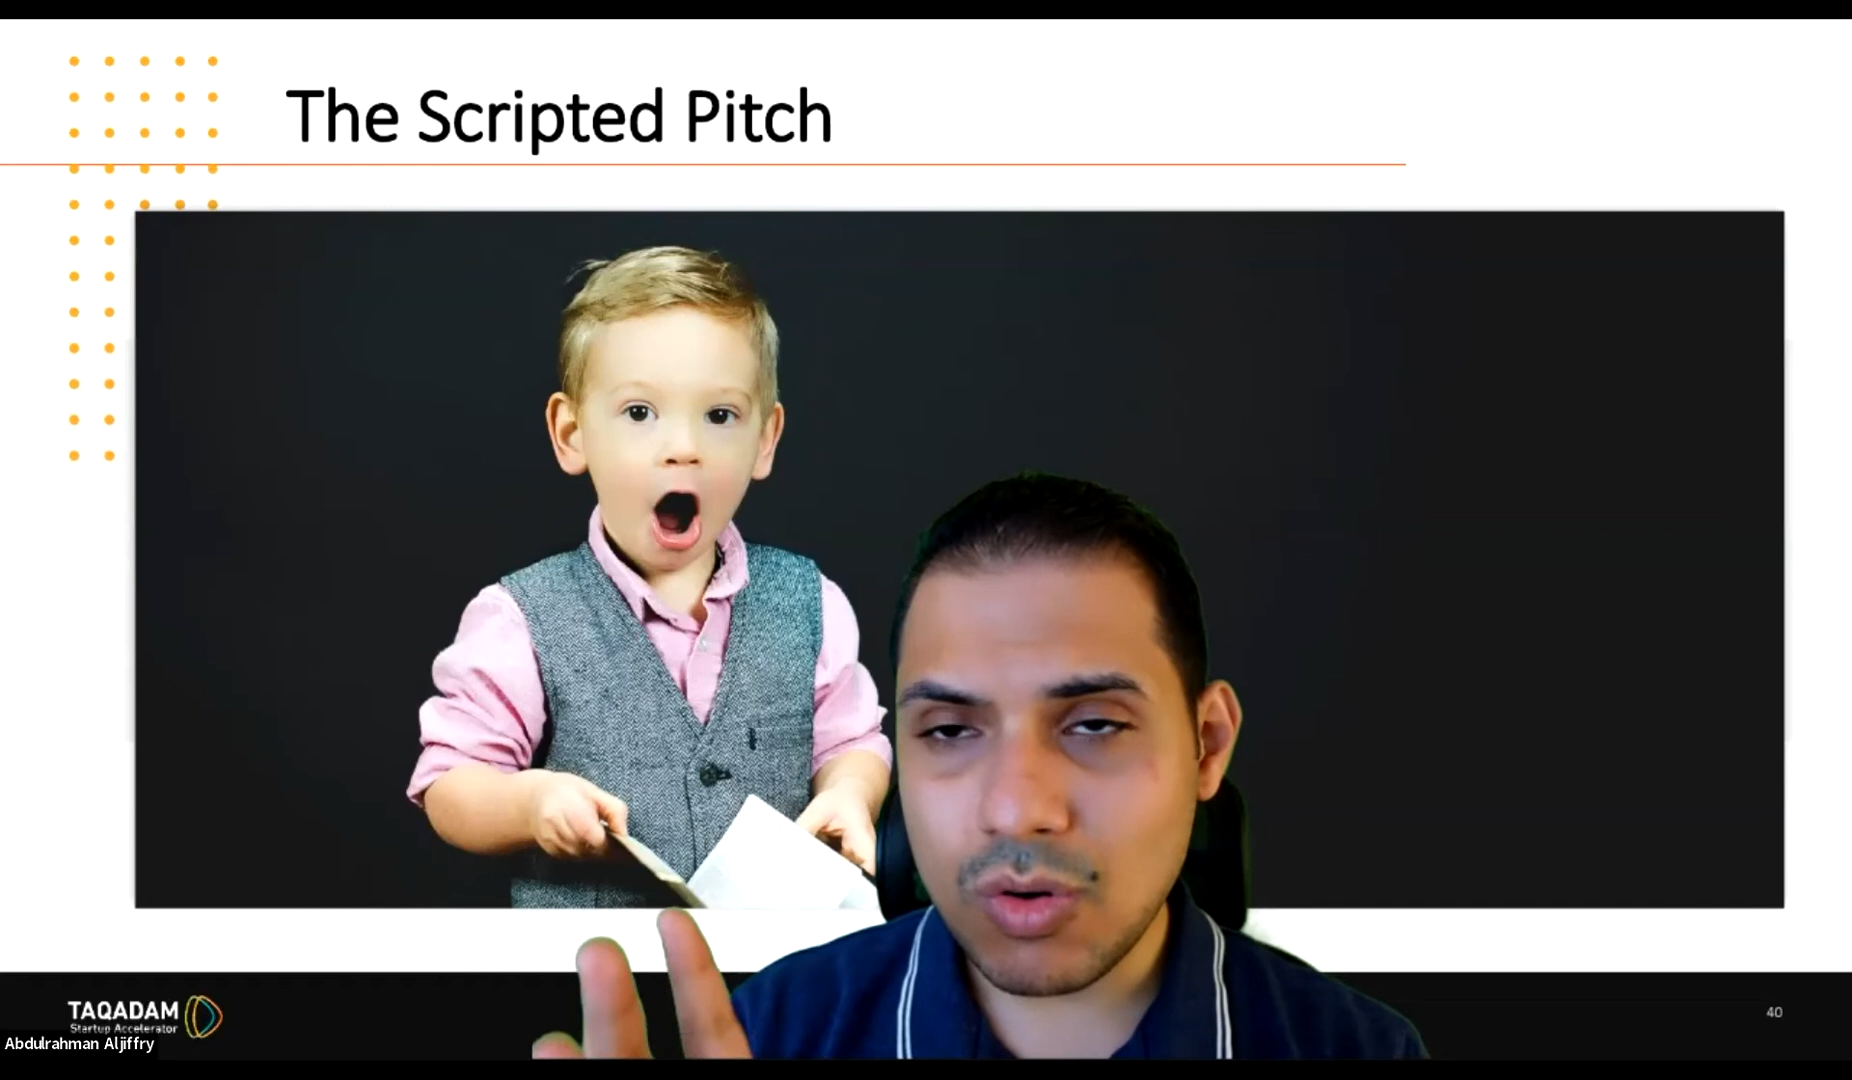 The Scripted Pitch
TAQADAM
Startup Accelerator
Abdulrahman Aljiffry
40